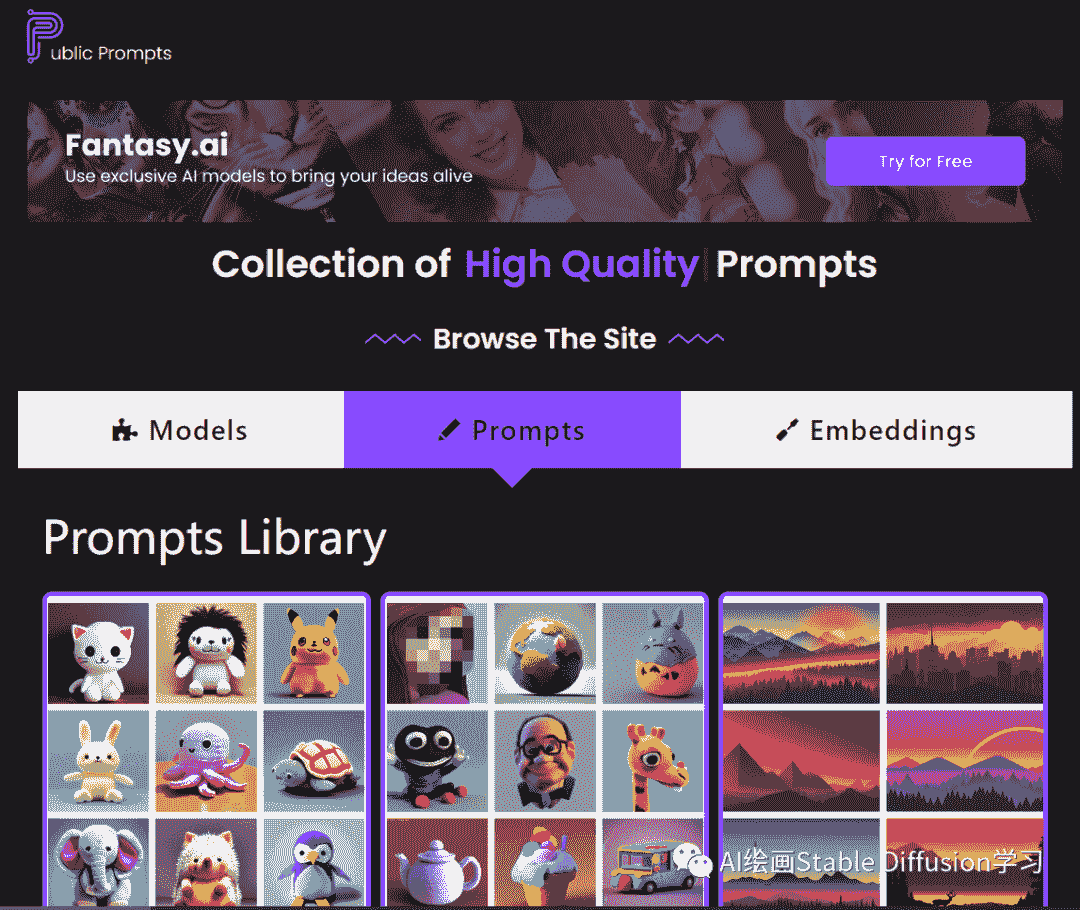 Public Prompts
Fantasy.ai
Use exclusive AI models to bring your ideas alive
Try for Free
Collection of High Quality Prompts
Browse The Site
Models
Prompts
Embeddings
Prompts Library
AI绘画Stable Diffusion学习